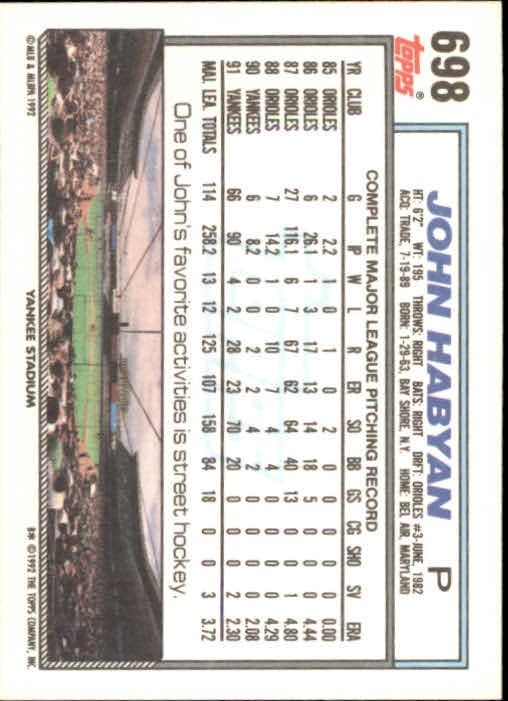 698
TOPPS®
JOHN HABYAN P
HT: 6'2" WT: 195 THROWS: RIGHT BATS: RIGHT DRFT: ORIOLES #3-JUNE, 1982
ACQ: TRADE, 7-19-89 BORN: 1-29-63, BAY SHORE, N.Y. HOME: BEL AIR, MARYLAND
COMPLETE MAJOR LEAGUE PITCHING RECORD
YR CLUB G IP W L R ER SO BB GS CG SHO SV ERA
85 ORIOLES 2 2.2 1 0 1 0 2 0 0 0 0 0 0.00
86 ORIOLES 6 26.1 1 3 17 13 14 18 5 0 0 0 4.44
87 ORIOLES 27 116.1 6 7 67 62 64 40 13 0 0 1 4.80
88 ORIOLES 7 14.2 1 0 10 7 4 4 0 0 0 0 4.29
90 YANKEES 6 8.2 0 0 2 2 4 2 0 0 0 0 2.08
91 YANKEES 66 90 4 2 28 23 70 20 0 0 0 2 2.30
MAJ. LEA. TOTALS 114 258.2 13 12 125 107 158 84 18 0 0 3 3.72
One of John's favorite activities is street hockey.
©MLB & MLBPA 1992
YANKEE STADIUM
B* ©1992 THE TOPPS COMPANY, INC.